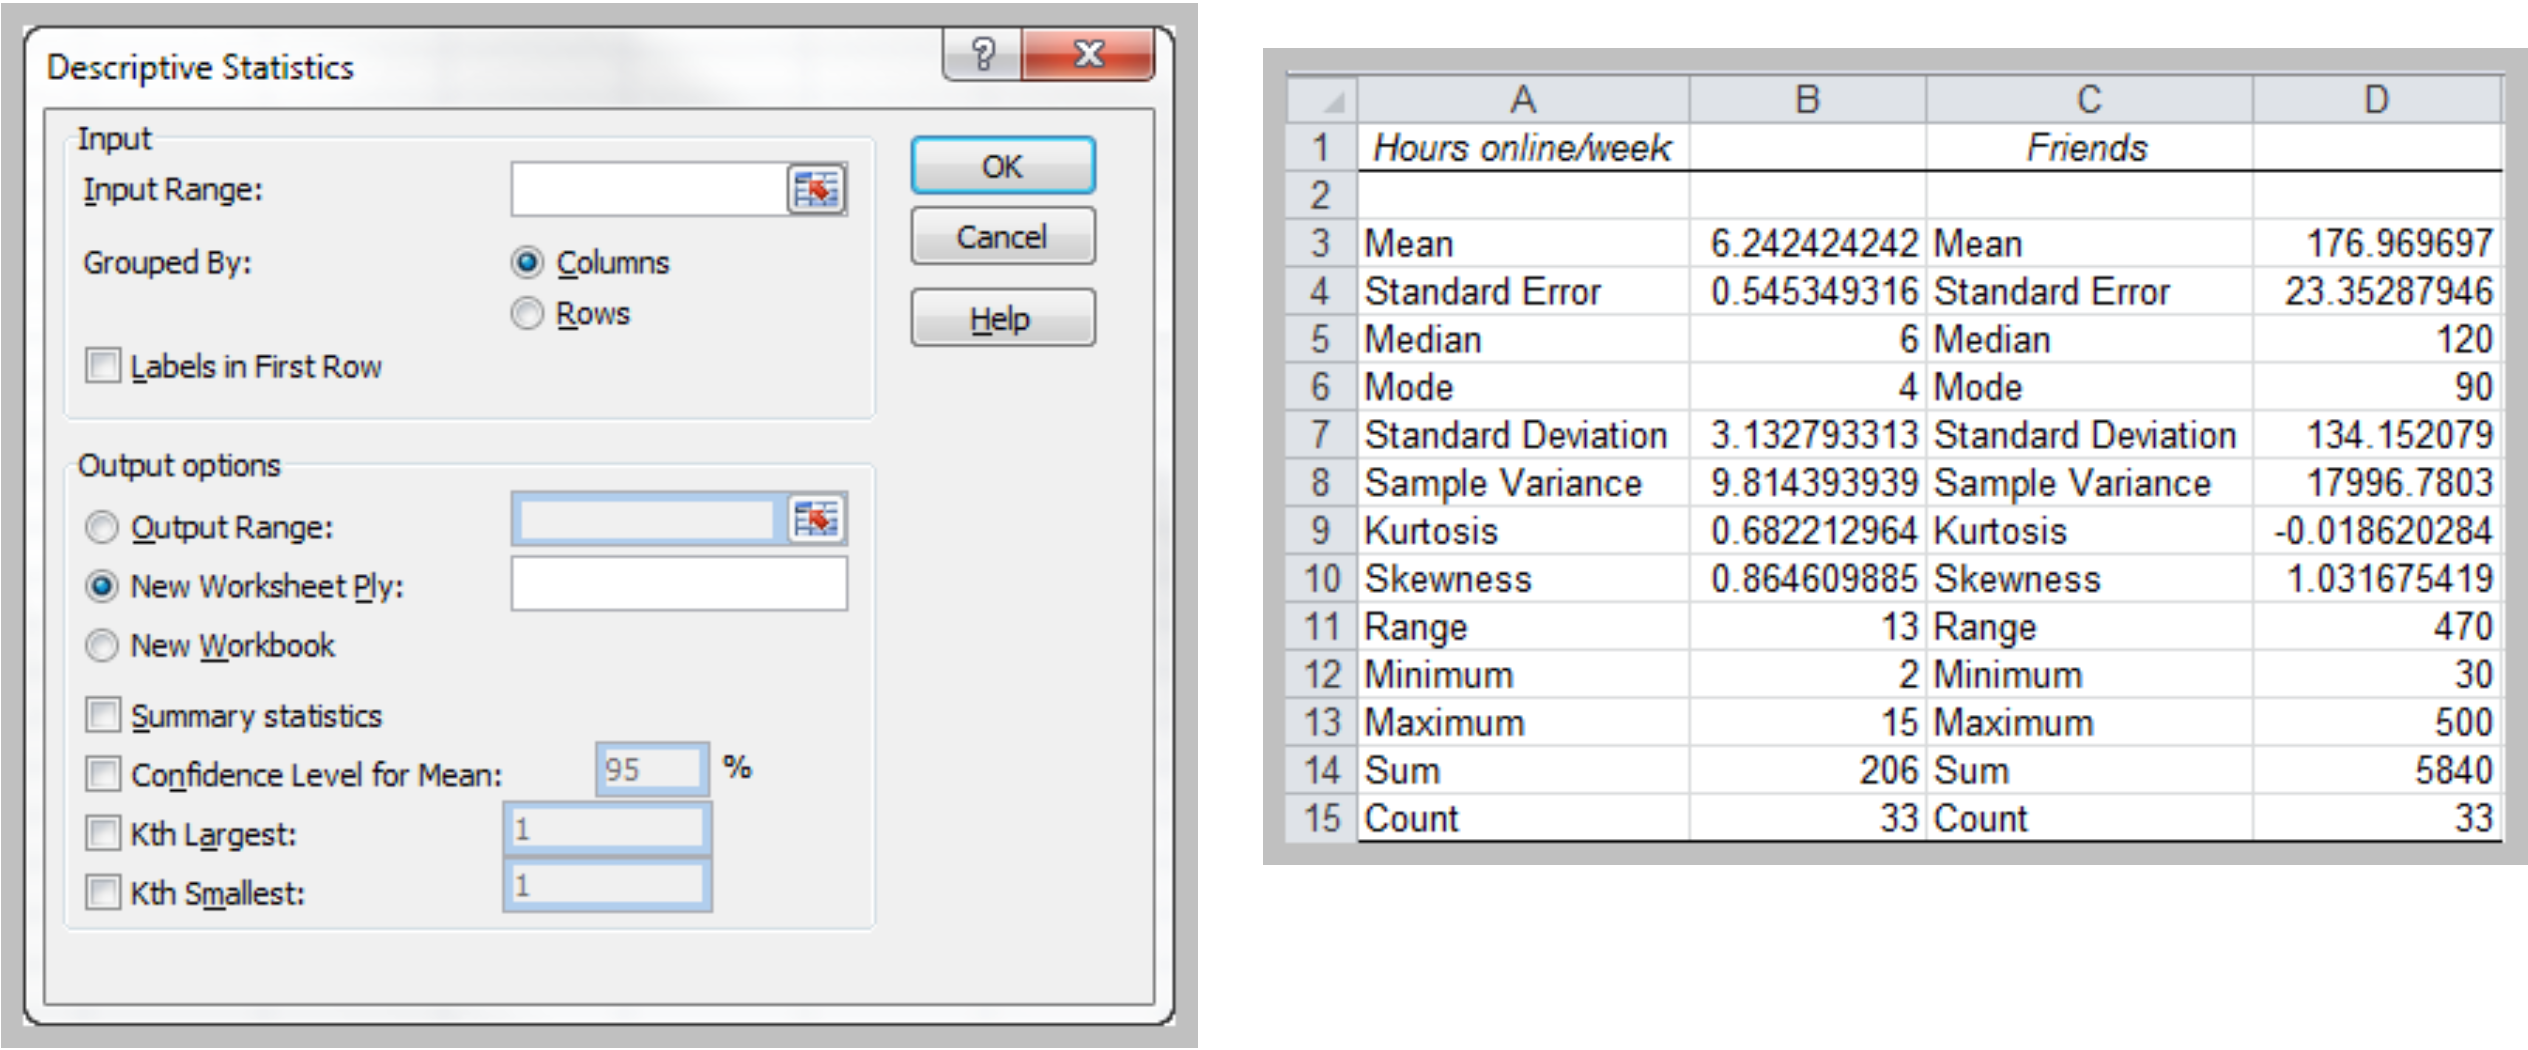 Descriptive Statistics
?
X
Input
Input Range:
OK
Cancel
Grouped By:
Columns
Rows
Help
Labels in First Row
Output options
Output Range:
New Worksheet Ply:
New Workbook
Summary statistics
Confidence Level for Mean: 95 %
Kth Largest: 1
Kth Smallest: 1
A B C D
1 Hours online/week Friends
2
3 Mean 6.242424242 Mean 176.969697
4 Standard Error 0.545349316 Standard Error 23.35287946
5 Median 6 Median 120
6 Mode 4 Mode 90
7 Standard Deviation 3.132793313 Standard Deviation 134.152079
8 Sample Variance 9.814393939 Sample Variance 17996.7803
9 Kurtosis 0.682212964 Kurtosis -0.018620284
10 Skewness 0.864609885 Skewness 1.031675419
11 Range 13 Range 470
12 Minimum 2 Minimum 30
13 Maximum 15 Maximum 500
14 Sum 206 Sum 5840
15 Count 33 Count 33